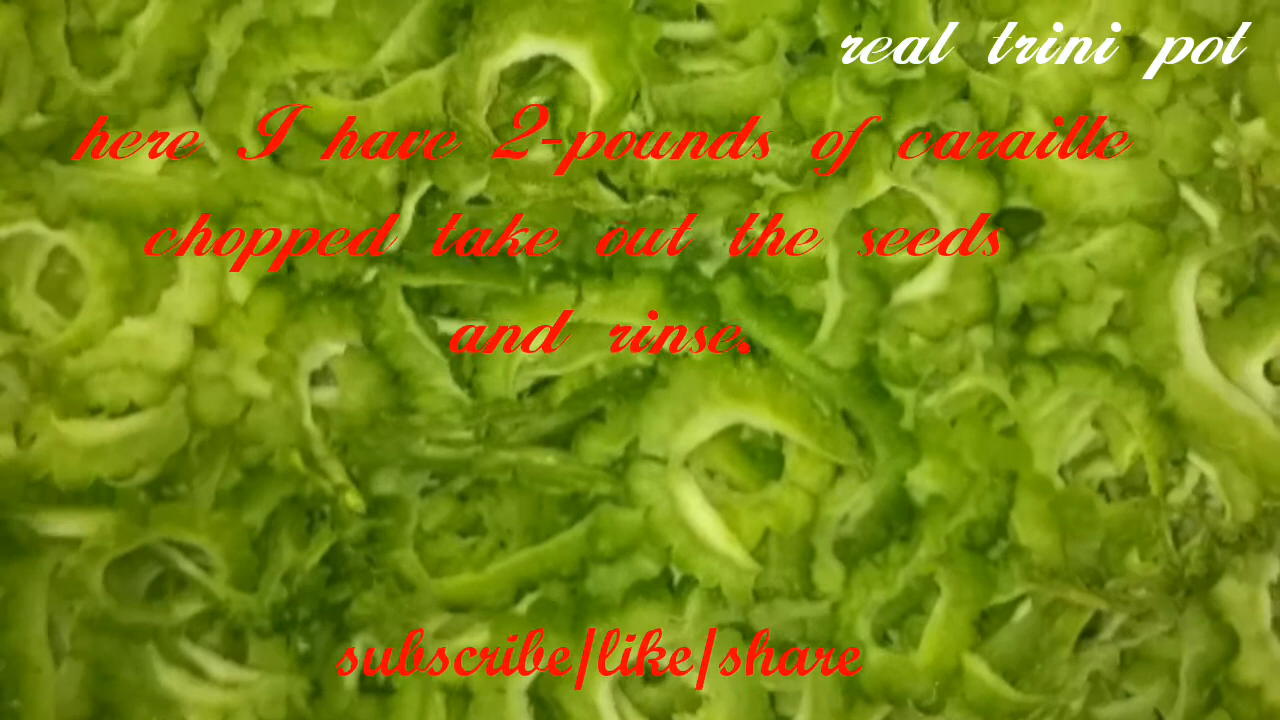 real trini pot
here I have 2-pounds of caraille
chopped take out the seeds
and rinse.
subscribe/like/share